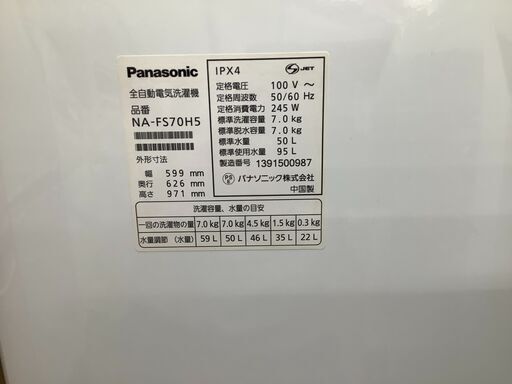 Panasonic
全自動電気洗濯機
品番
NA-FS70H5
外形寸法
幅 599 mm
奥行 626 mm
高さ 971 mm
IPX4
JET
定格電圧 100 V ～
定格周波数 50/60 Hz
定格消費電力 245 W
標準洗濯容量 7.0 kg
標準脱水容量 7.0 kg
標準水量 50 L
標準使用水量 95 L
製造番号 1391500987
PS E パナソニック株式会社
中国製
洗濯容量、水量の目安
一回の洗濯物の量 7.0 kg 7.0 kg 4.5 kg 1.5 kg 0.3 kg
水量調節 (水量) 59 L 50 L 46 L 35 L 22 L